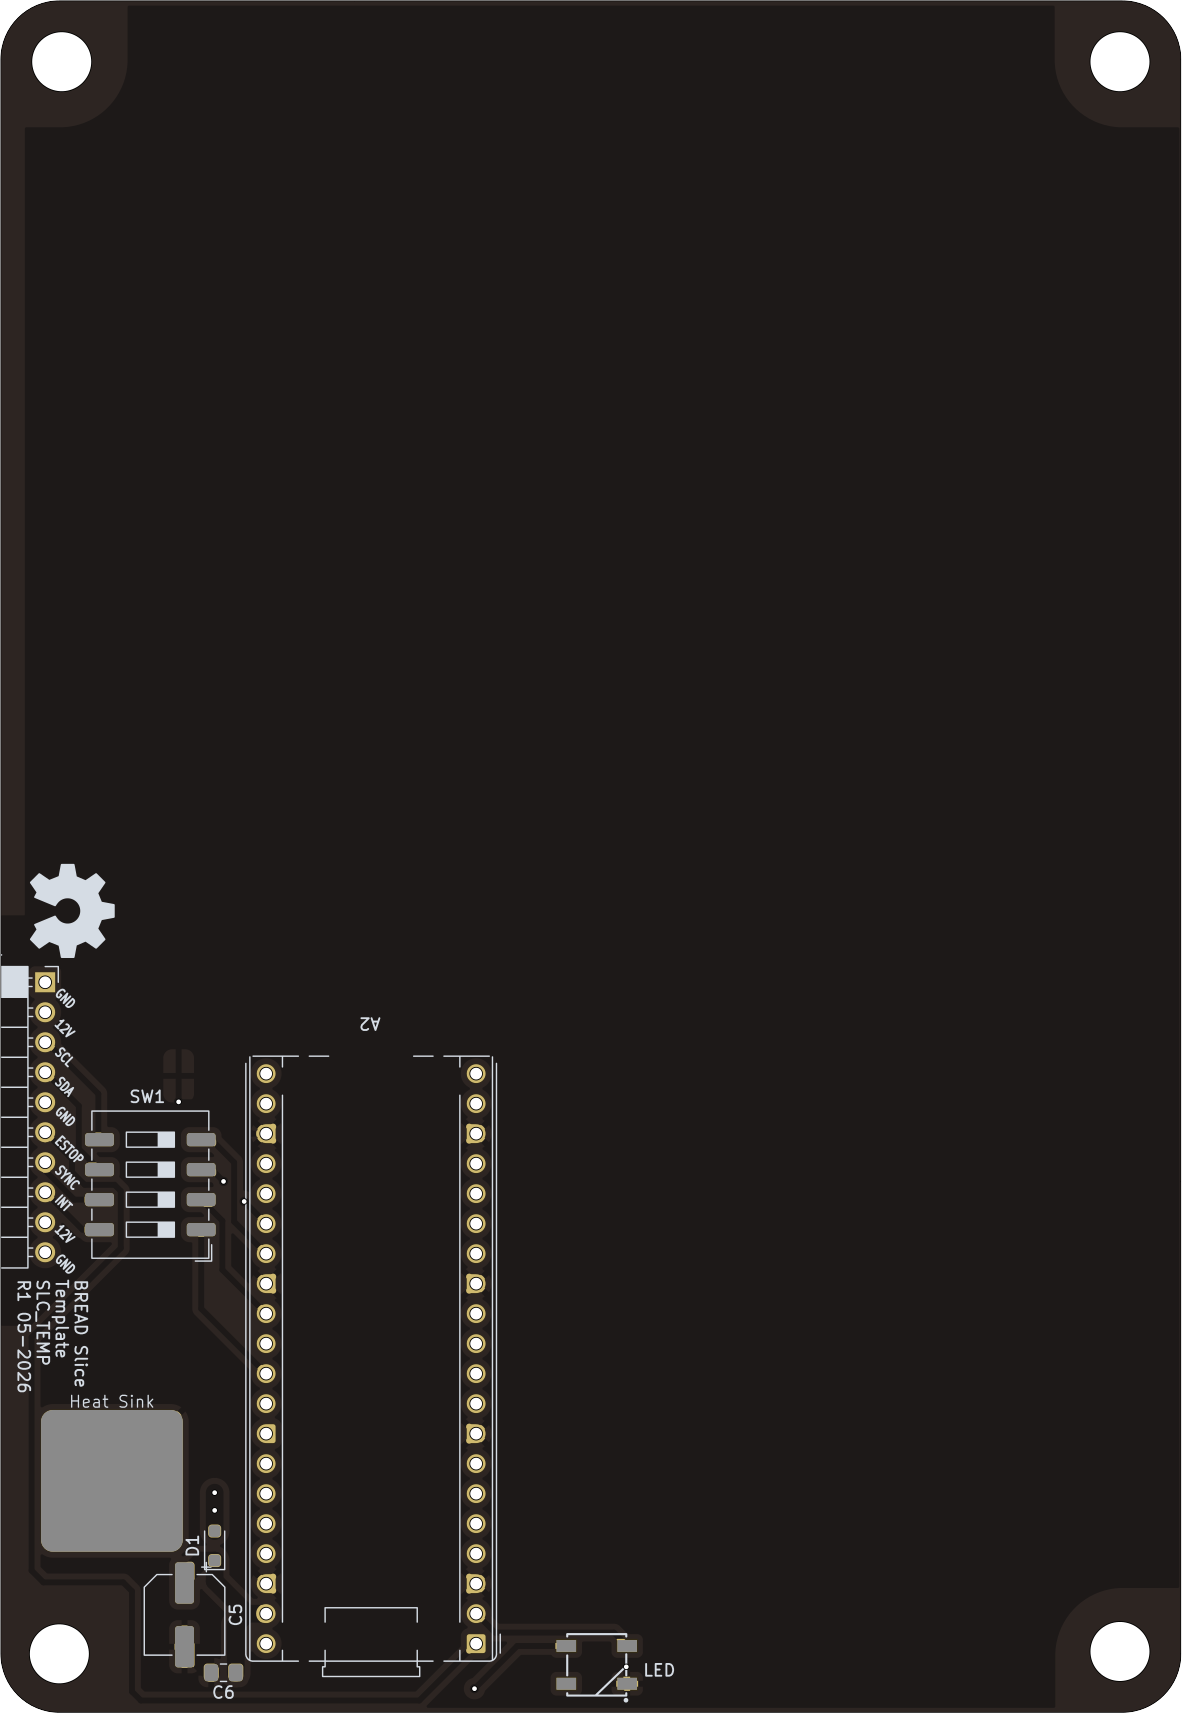 GND
12V
SCL
SDA
GND
ESTOP
SYNC
INT
12V
GND
A2
SW1
BREAD Slice
Template
SLC_TEMP
R1 05-2026
Heat Sink
D1
+
C5
C6
LED